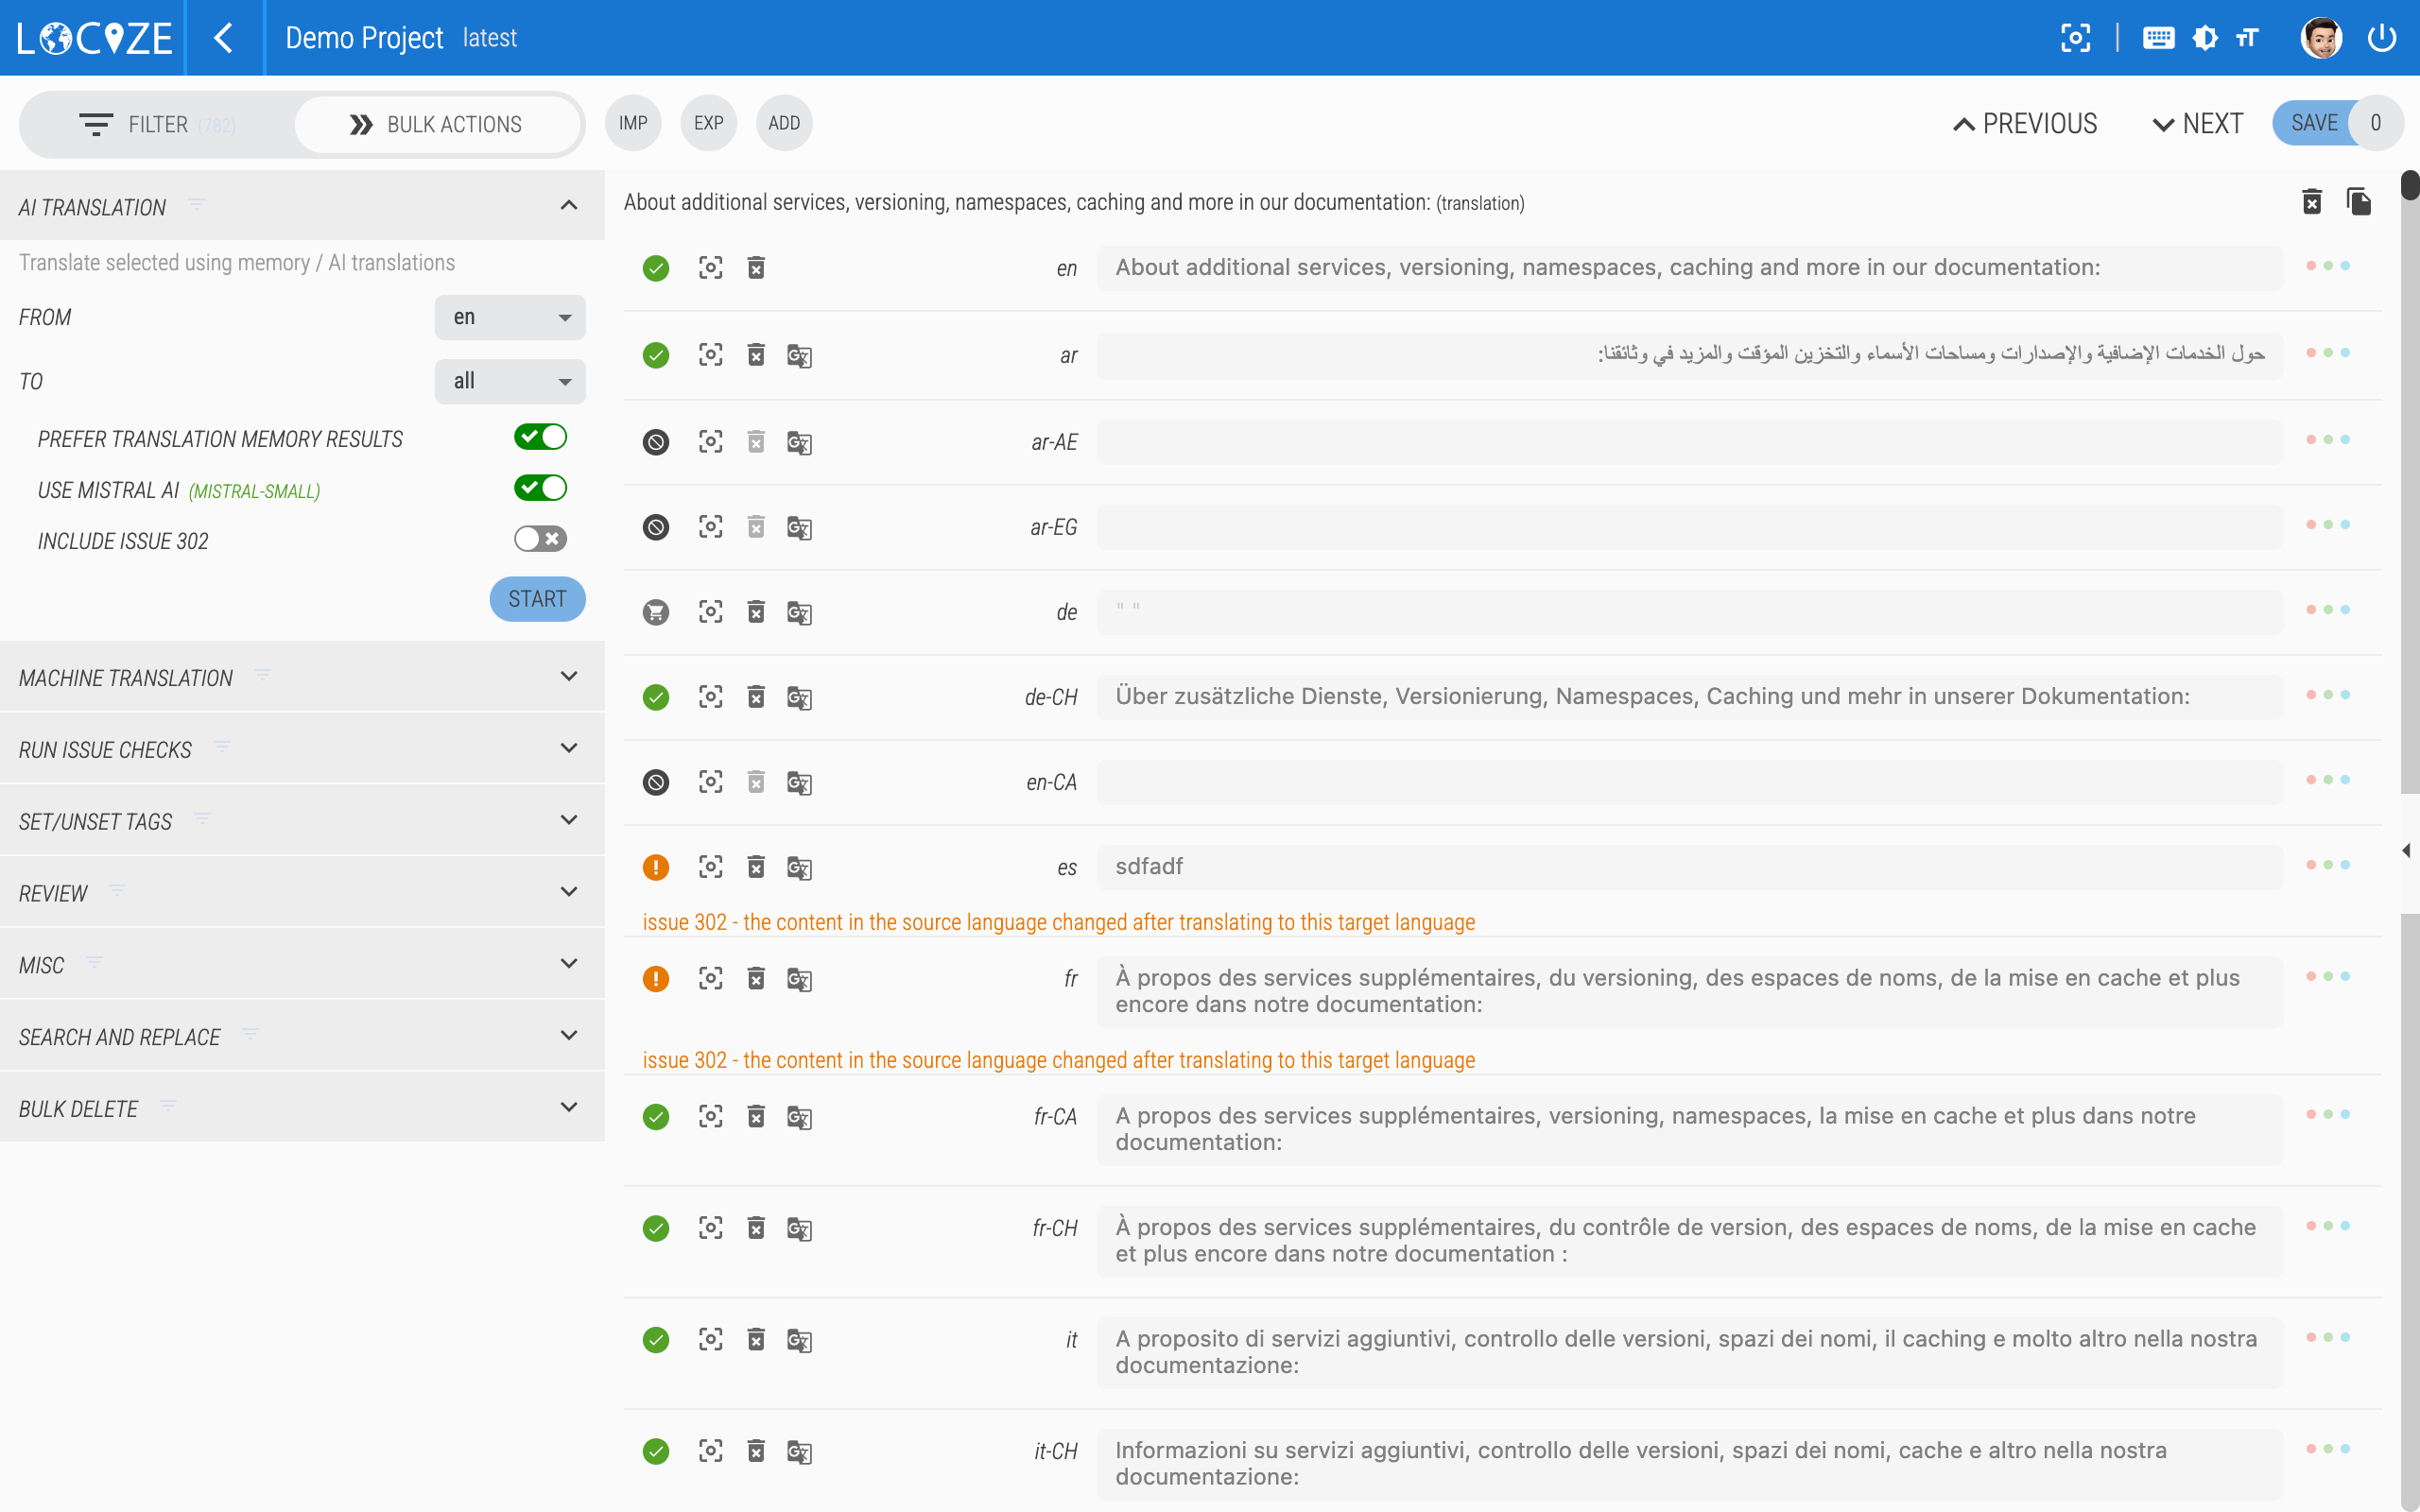 LOCIZE
Demo Project latest
FILTER (782)
BULK ACTIONS
IMP
EXP
ADD
PREVIOUS
NEXT
SAVE 0
AI TRANSLATION
Translate selected using memory / AI translations
FROM en
TO all
PREFER TRANSLATION MEMORY RESULTS
USE MISTRAL AI (MISTRAL-SMALL)
INCLUDE ISSUE 302
START
MACHINE TRANSLATION
RUN ISSUE CHECKS
SET/UNSET TAGS
REVIEW
MISC
SEARCH AND REPLACE
BULK DELETE
About additional services, versioning, namespaces, caching and more in our documentation: (translation)
en About additional services, versioning, namespaces, caching and more in our documentation:
ar حول الخدمات الإضافية والإصدارات ومساحات الأسماء والتخزين المؤقت والمزيد في وثائقنا:
ar-AE
ar-EG
de " "
de-CH Über zusätzliche Dienste, Versionierung, Namespaces, Caching und mehr in unserer Dokumentation:
en-CA
es sdfadf
issue 302 - the content in the source language changed after translating to this target language
fr À propos des services supplémentaires, du versioning, des espaces de noms, de la mise en cache et plus
encore dans notre documentation:
issue 302 - the content in the source language changed after translating to this target language
fr-CA A propos des services supplémentaires, versioning, namespaces, la mise en cache et plus dans notre
documentation:
fr-CH À propos des services supplémentaires, du contrôle de version, des espaces de noms, de la mise en cache
et plus encore dans notre documentation :
it A proposito di servizi aggiuntivi, controllo delle versioni, spazi dei nomi, il caching e molto altro nella nostra
documentazione:
it-CH Informazioni su servizi aggiuntivi, controllo delle versioni, spazi dei nomi, cache e altro nella nostra
documentazione: